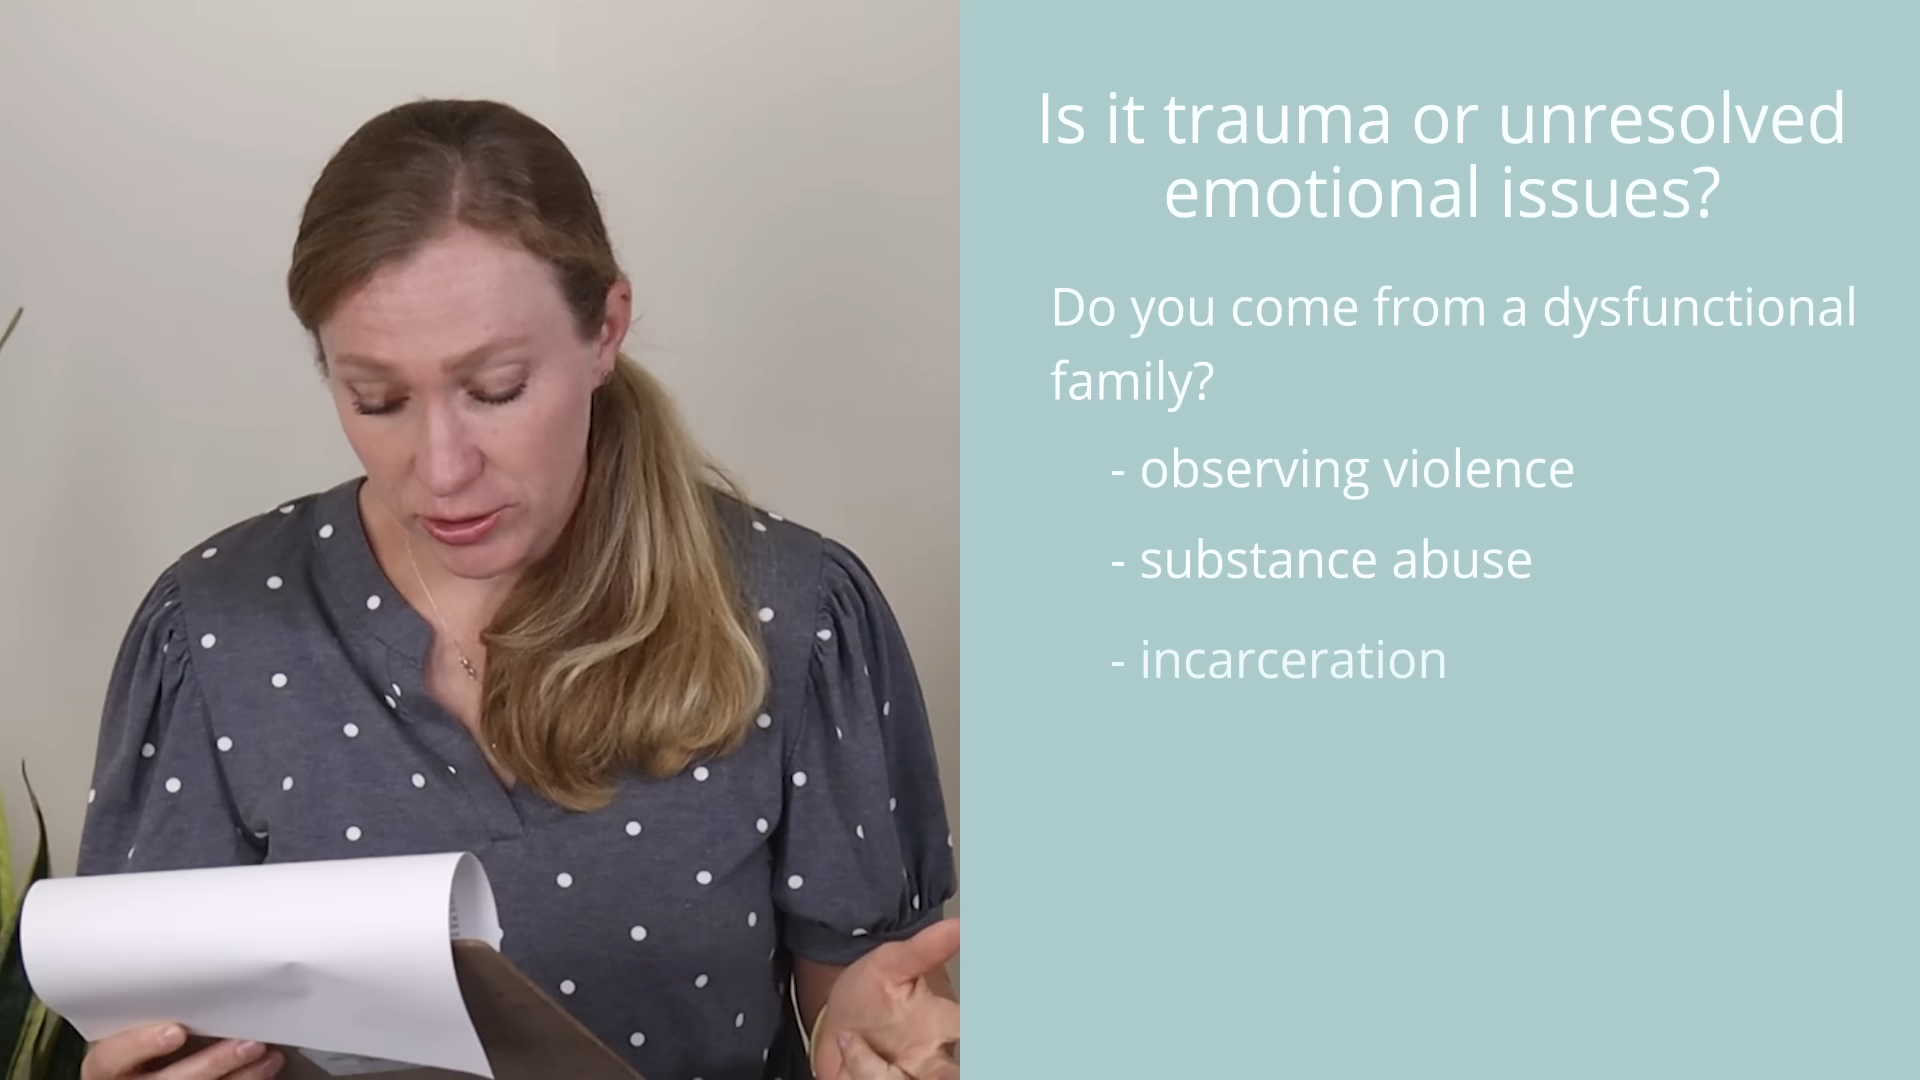 Is it trauma or unresolved
emotional issues?
Do you come from a dysfunctional
family?
- observing violence
- substance abuse
- incarceration